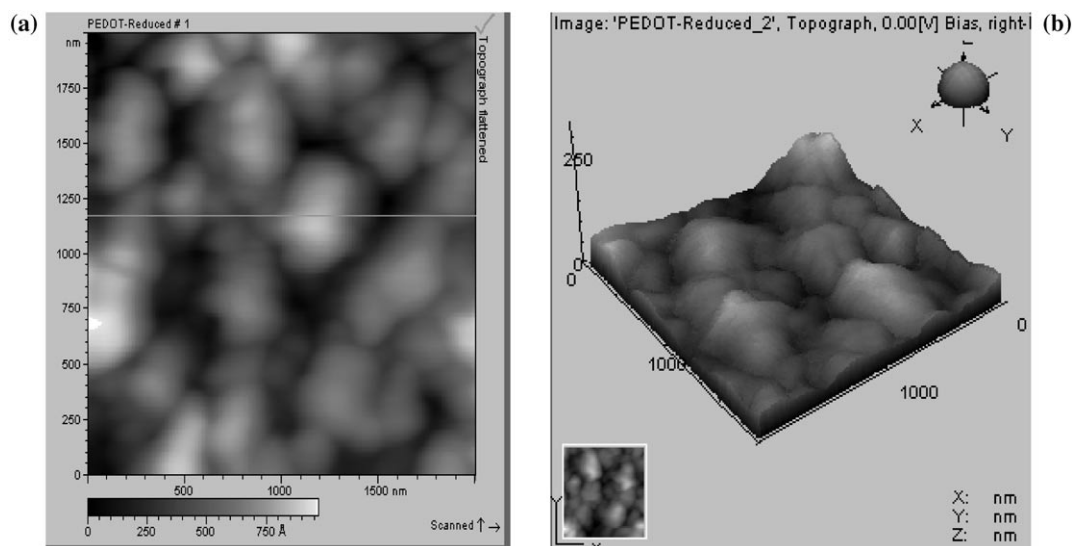 (a)
PEDOT-Reduced # 1
nm
1750
1500
1250
1000
750
500
250
0
500
1000
1500 nm
Topograph flattened
0
250
500
750 Å
Scanned ↑ →
Image: 'PEDOT-Reduced_2', Topograph, 0.00[V] Bias, right-
(b)
Z
X
Y
250
0
0
1000
1000
0
Y
X
X: nm
Y: nm
Z: nm